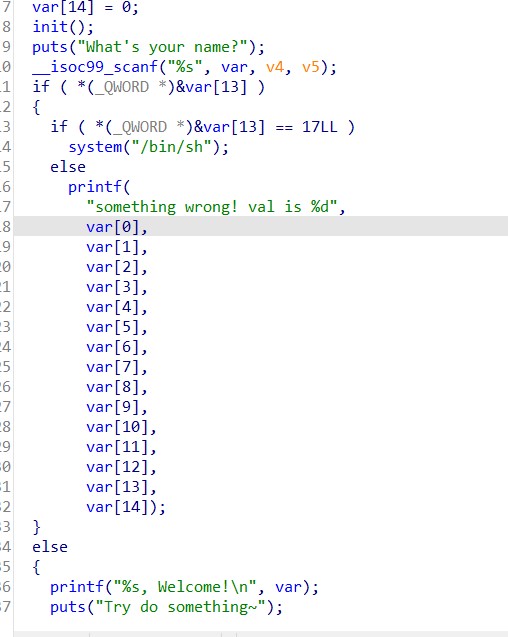 7 var[14] = 0;
8 init();
9 puts("What's your name?");
0 __isoc99_scanf("%s", var, v4, v5);
1 if ( *(_QWORD *)&var[13] )
2 {
3 if ( *(_QWORD *)&var[13] == 17LL )
4 system("/bin/sh");
5 else
6 printf(
7 "something wrong! val is %d",
8 var[0],
9 var[1],
0 var[2],
1 var[3],
2 var[4],
3 var[5],
4 var[6],
5 var[7],
6 var[8],
7 var[9],
8 var[10],
9 var[11],
0 var[12],
1 var[13],
2 var[14]);
3 }
4 else
5 {
6 printf("%s, Welcome!\n", var);
7 puts("Try do something~");